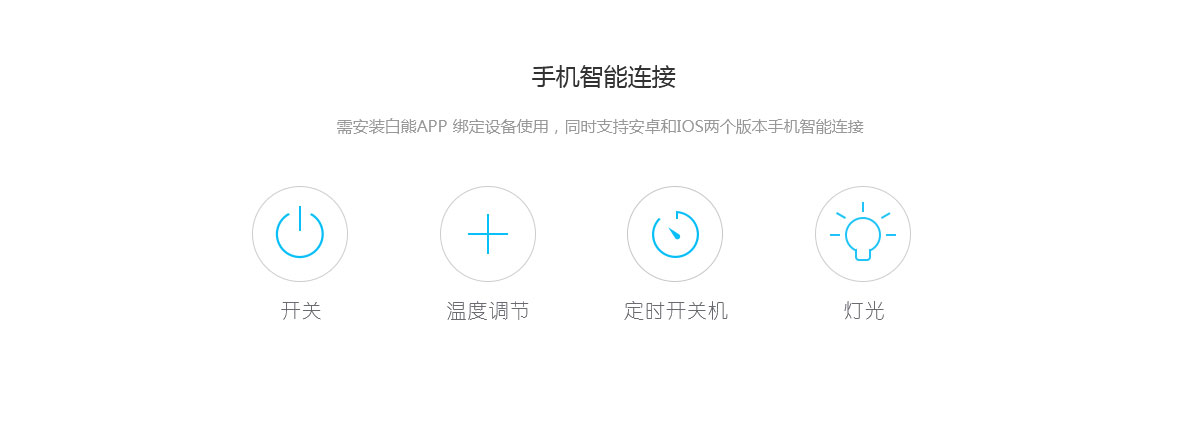 手机智能连接
需安装白熊APP 绑定设备使用，同时支持安卓和IOS两个版本手机智能连接
开关
温度调节
定时开关机
灯光